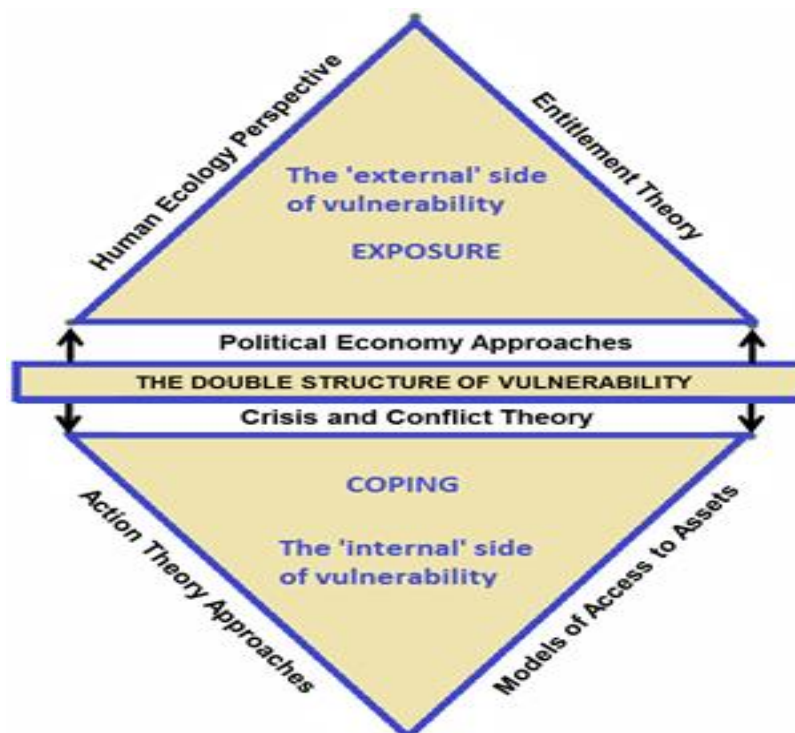 Human Ecology Perspective
Entitlement Theory
The 'external' side
of vulnerability
EXPOSURE
Political Economy Approaches
THE DOUBLE STRUCTURE OF VULNERABILITY
Crisis and Conflict Theory
COPING
The 'internal' side
of vulnerability
Action Theory Approaches
Models of Access to Assets